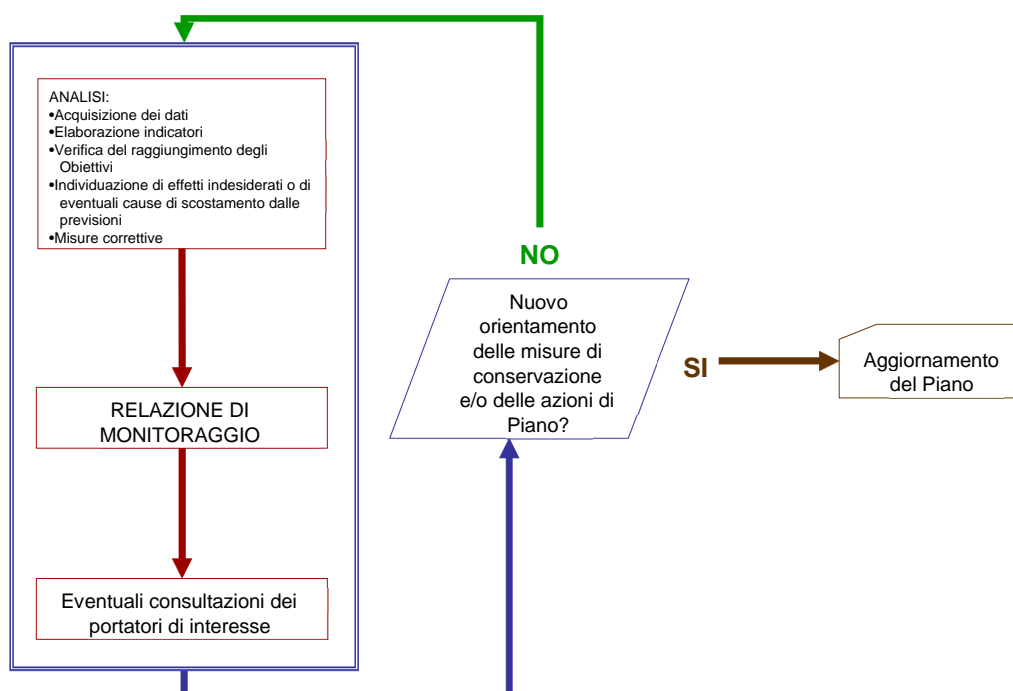 ANALISI:
•Acquisizione dei dati
•Elaborazione indicatori
•Verifica del raggiungimento degli
Obiettivi
•Individuazione di effetti indesiderati o di
eventuali cause di scostamento dalle
previsioni
•Misure correttive
RELAZIONE DI
MONITORAGGIO
Eventuali consultazioni dei
portatori di interesse
NO
Nuovo
orientamento
delle misure di
conservazione
e/o delle azioni di
Piano?
SI
Aggiornamento
del Piano